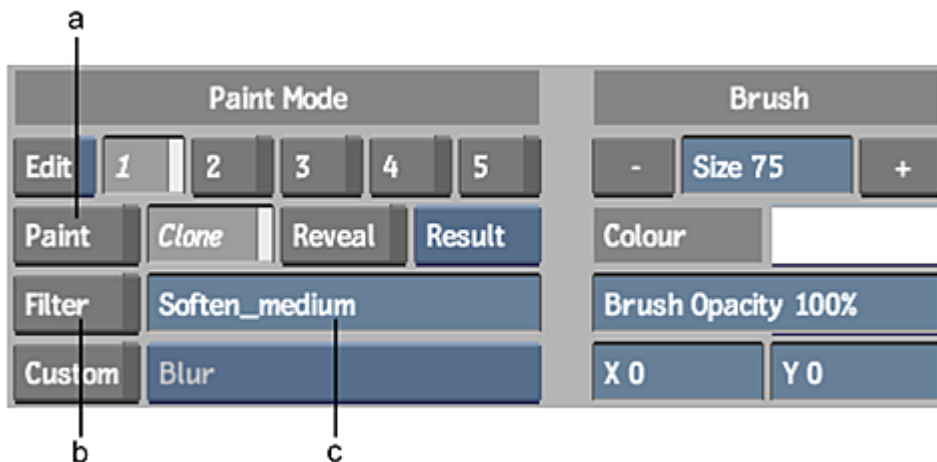 a
Paint Mode Brush
Edit 1 2 3 4 5 - Size 75 +
Paint Clone Reveal Result Colour
Filter Soften_medium Brush Opacity 100%
Custom Blur X 0 Y 0
b c